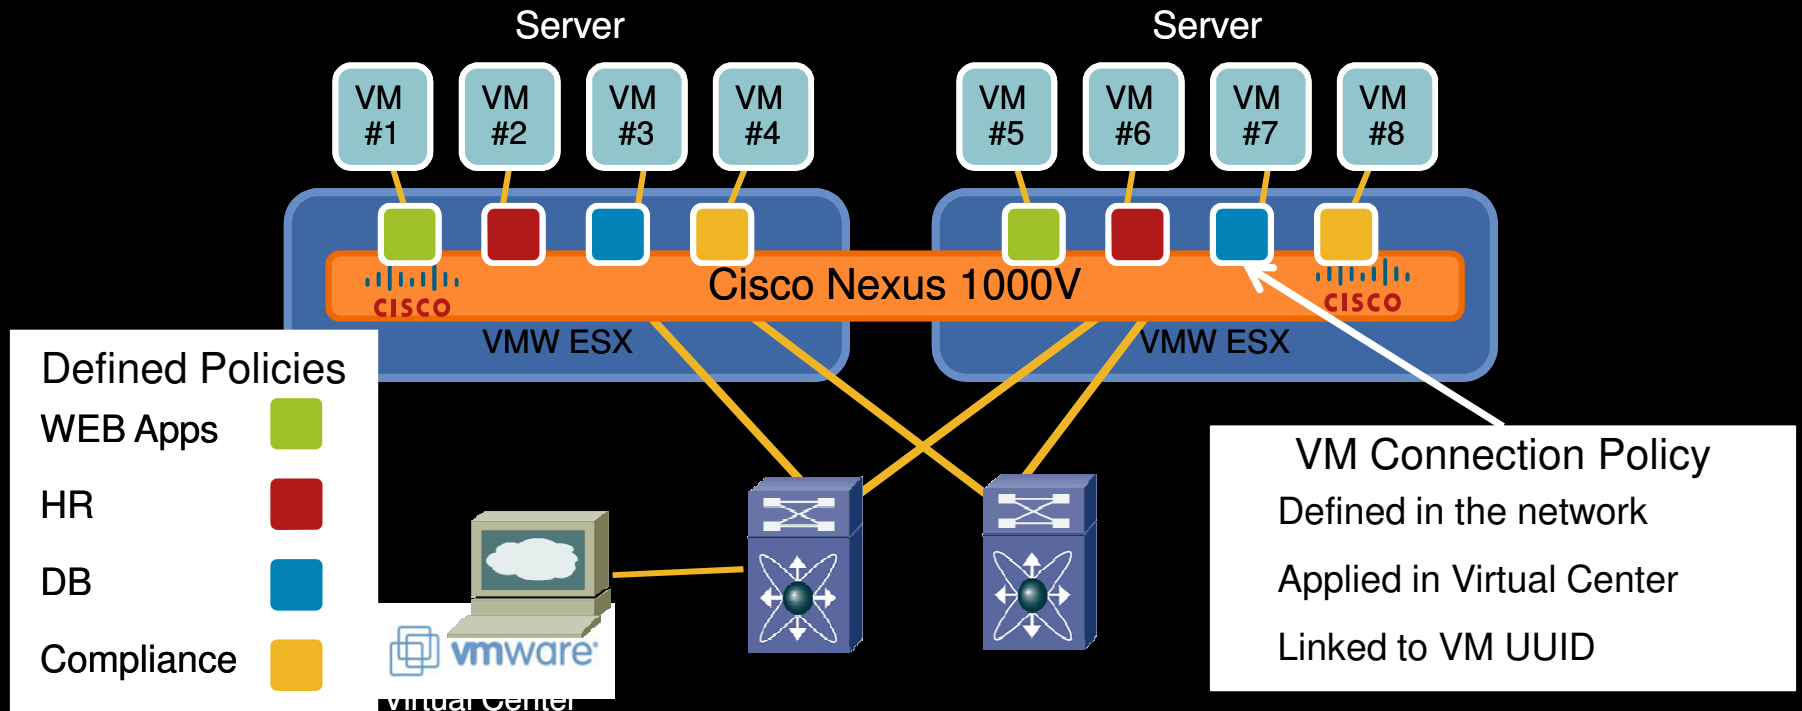 Server
Server
VM
#1
VM
#2
VM
#3
VM
#4
VM
#5
VM
#6
VM
#7
VM
#8
Cisco Nexus 1000V
CISCO
CISCO
VMW ESX
VMW ESX
Defined Policies
WEB Apps
HR
DB
Compliance
vmware
Virtual Center
VM Connection Policy
Defined in the network
Applied in Virtual Center
Linked to VM UUID